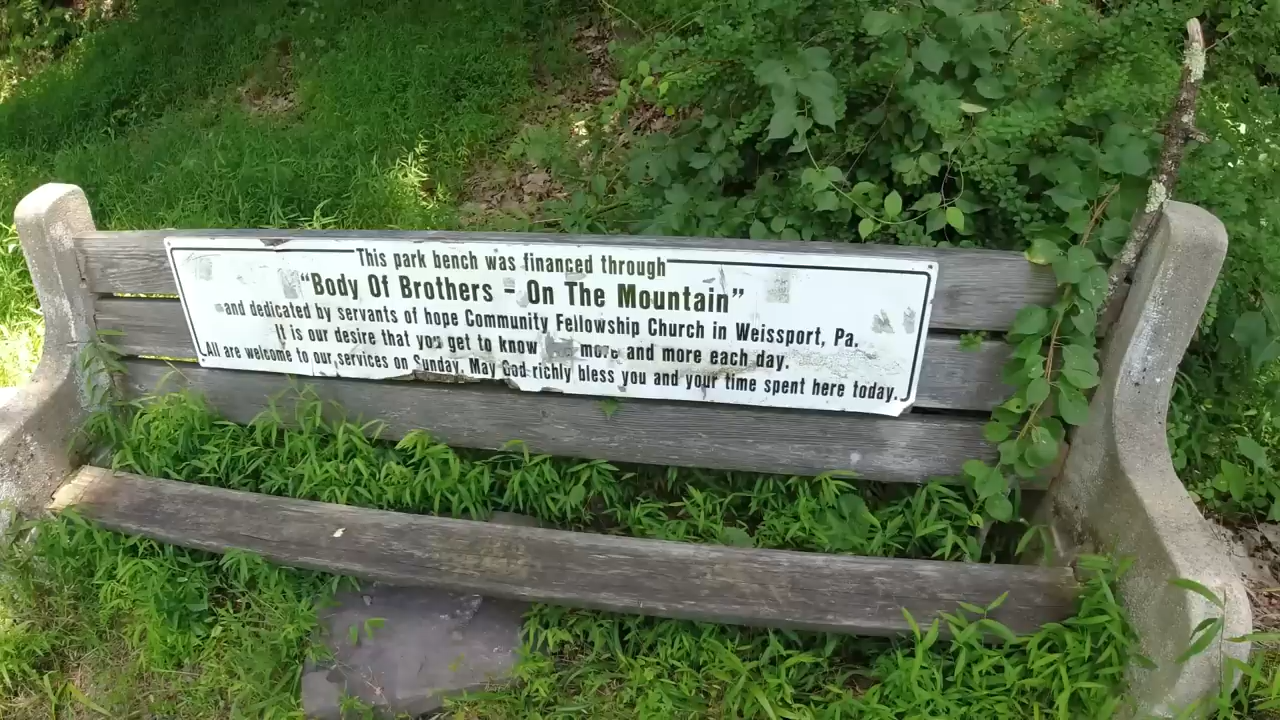 This park bench was financed through
"Body Of Brothers - On The Mountain"
and dedicated by servants of hope Community Fellowship Church in Weissport, Pa.
It is our desire that you get to know more and more each day.
All are welcome to our services on Sunday. May God richly bless you and your time spent here today.